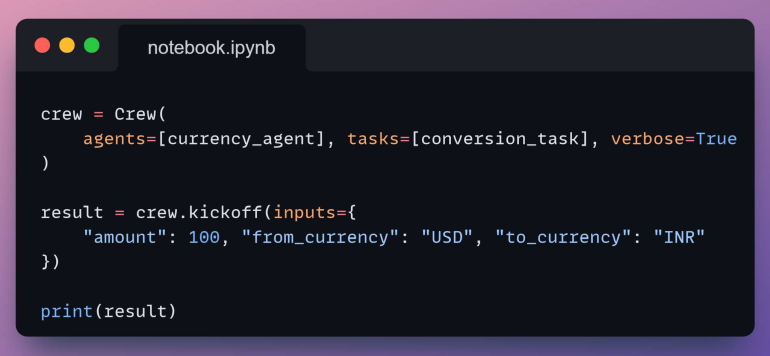 notebook.ipynb
crew = Crew(
    agents=[currency_agent], tasks=[conversion_task], verbose=True
)
result = crew.kickoff(inputs={
    "amount": 100, "from_currency": "USD", "to_currency": "INR"
})
print(result)